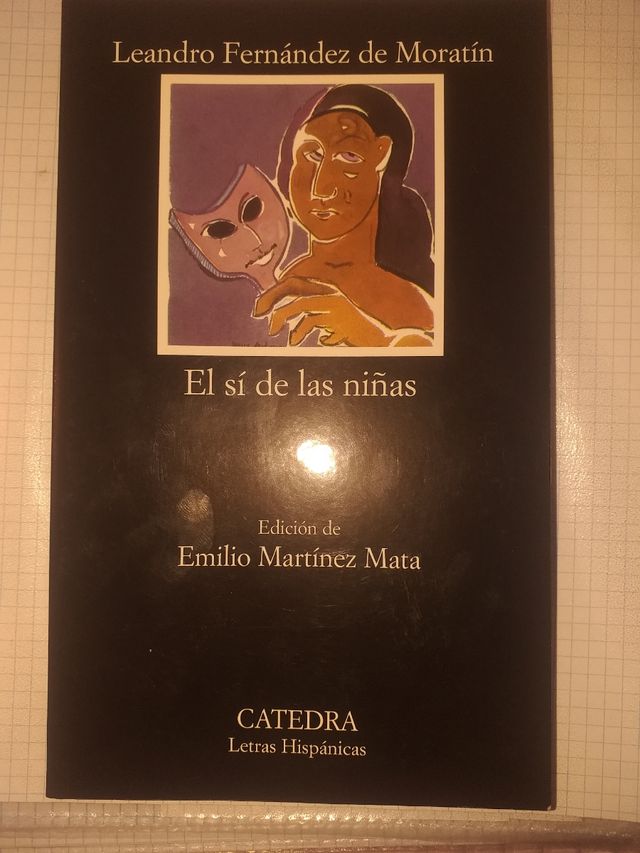 Leandro Fernández de Moratín
El sí de las niñas
Edición de
Emilio Martínez Mata
CATEDRA
Letras Hispánicas